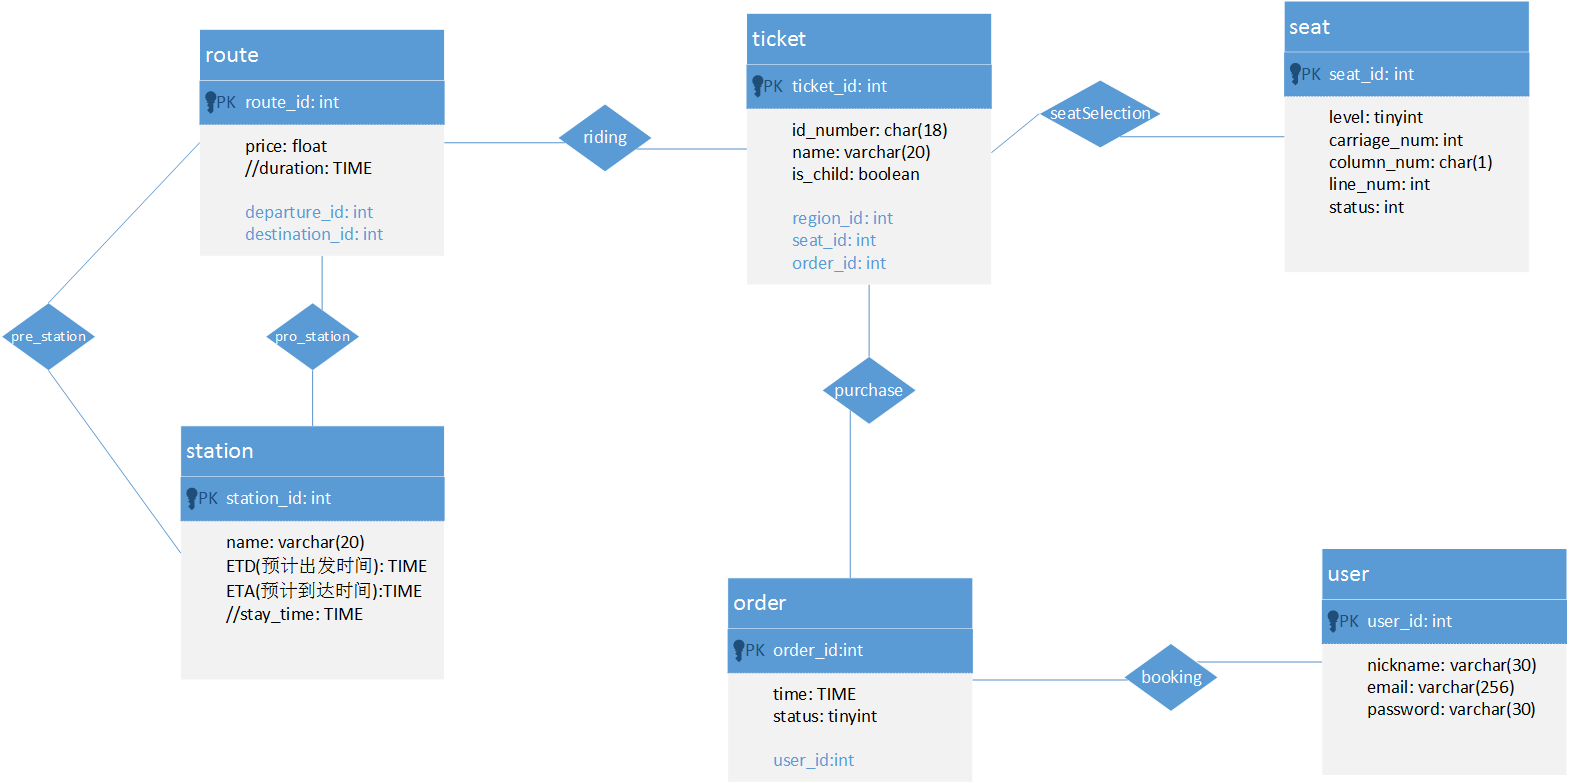 route
PK route_id: int
price: float
//duration: TIME
departure_id: int
destination_id: int
riding
ticket
PK ticket_id: int
id_number: char(18)
name: varchar(20)
is_child: boolean
region_id: int
seat_id: int
order_id: int
seatSelection
seat
PK seat_id: int
level: tinyint
carriage_num: int
column_num: char(1)
line_num: int
status: int
pre_station
pro_station
purchase
station
PK station_id: int
name: varchar(20)
ETD(预计出发时间): TIME
ETA(预计到达时间):TIME
//stay_time: TIME
order
PK order_id:int
time: TIME
status: tinyint
user_id:int
booking
user
PK user_id: int
nickname: varchar(30)
email: varchar(256)
password: varchar(30)